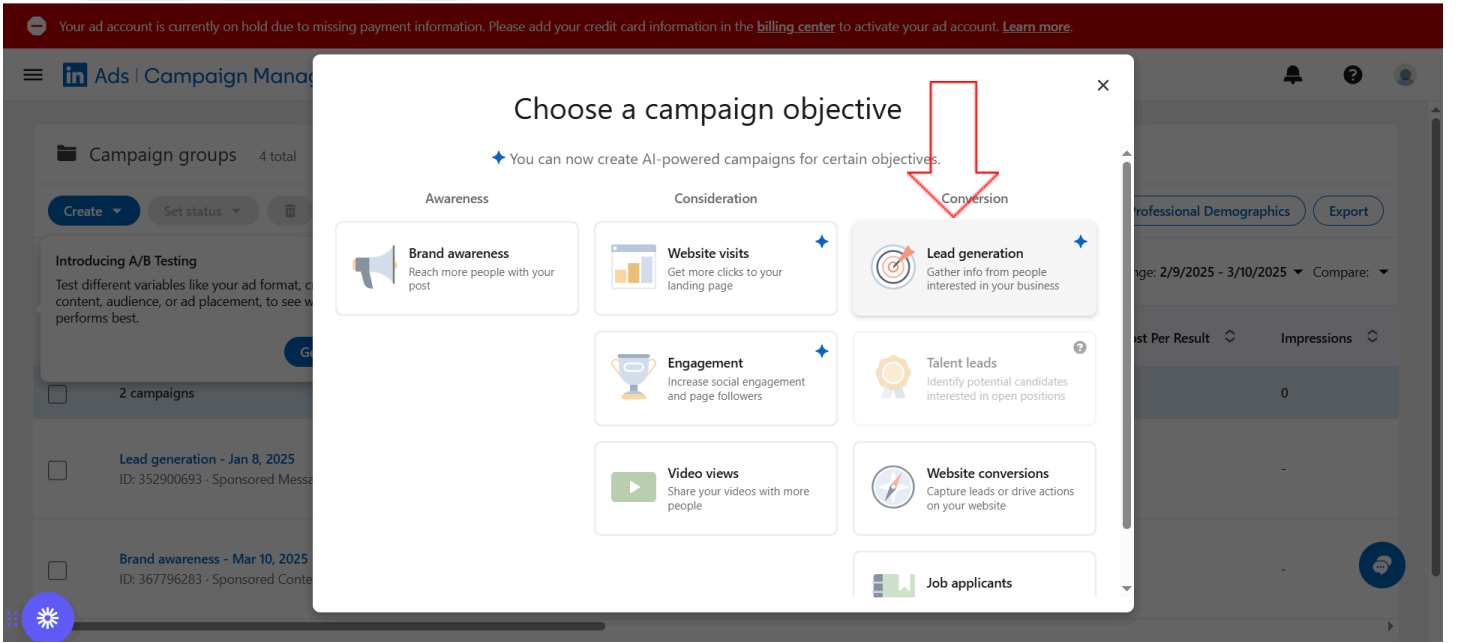 Your ad account is currently on hold due to missing payment information. Please add your credit card information in the billing center to activate your ad account. Learn more.
in Ads | Campaign Manag
Campaign groups 4 total
Create
Set status
Professional Demographics
Export
Introducing A/B Testing
Test different variables like your ad format, c
content, audience, or ad placement, to see w
performs best.
nge: 2/9/2025 - 3/10/2025
Compare:
st Per Result
Impressions
2 campaigns
0
Lead generation - Jan 8, 2025
ID: 352900693 · Sponsored Messa
-
Brand awareness - Mar 10, 2025
ID: 367796283 · Sponsored Conte
-
Choose a campaign objective
You can now create AI-powered campaigns for certain objectives.
Awareness
Brand awareness
Reach more people with your
post
Consideration
Website visits
Get more clicks to your
landing page
Engagement
Increase social engagement
and page followers
Video views
Share your videos with more
people
Conversion
Lead generation
Gather info from people
interested in your business
Talent leads
Identify potential candidates
interested in open positions
Website conversions
Capture leads or drive actions
on your website
Job applicants